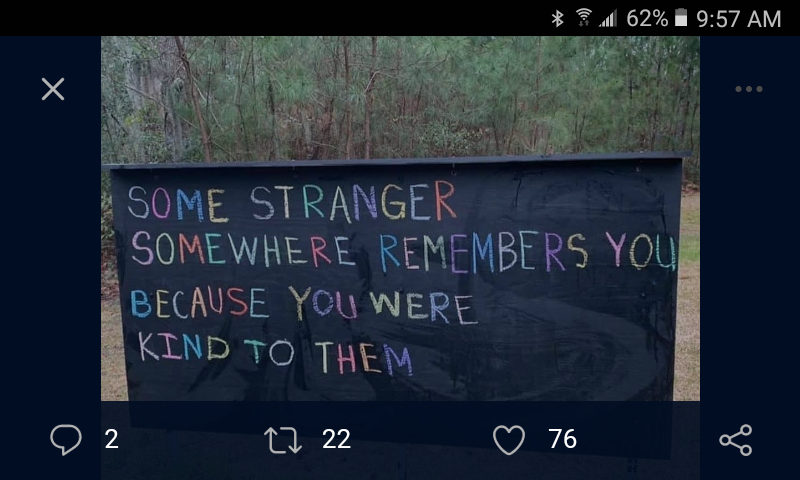 62% 9:57 AM
SOME STRANGER
SOMEWHERE REMEMBERS YOU
BECAUSE YOU WERE
KIND TO THEM
2 22 76